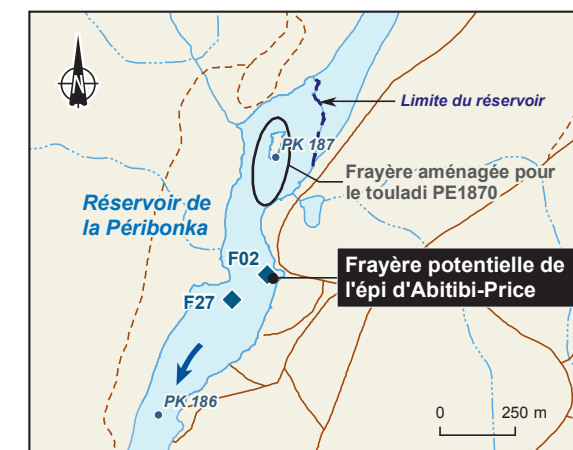 N
Limite du réservoir
PK 187
Frayère aménagée pour
le touladi PE1870
Réservoir de
la Péribonka
F02
Frayère potentielle de
l'épi d'Abitibi-Price
F27
PK 186
0 250 m